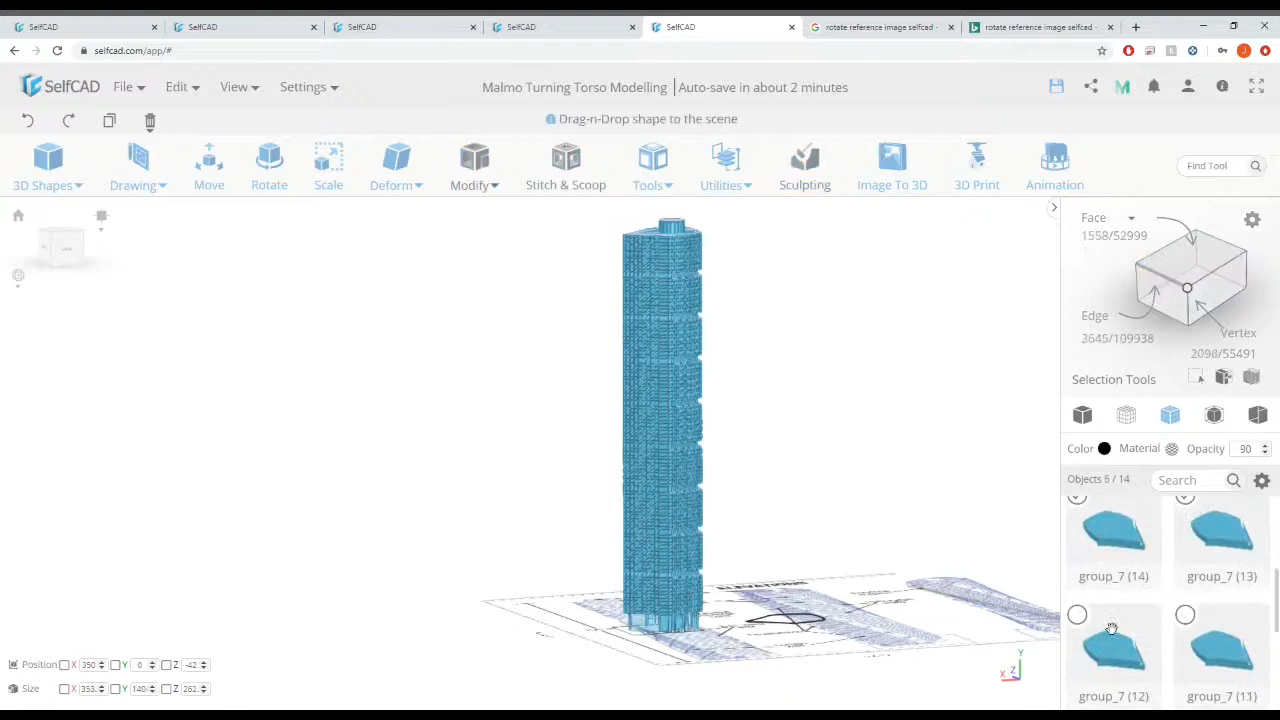 SelfCAD
SelfCAD
SelfCAD
SelfCAD
SelfCAD
rotate reference image selfcad -
rotate reference image selfcad -
selfcad.com/app/#
SelfCAD
File
Edit
View
Settings
Malmo Turning Torso Modelling
Auto-save in about 2 minutes
Drag-n-Drop shape to the scene
3D Shapes
Drawing
Move
Rotate
Scale
Deform
Modify
Stitch & Scoop
Tools
Utilities
Sculpting
Image To 3D
3D Print
Animation
Find Tool
Face
1558/52999
Edge
3645/109938
Vertex
2096/55491
Selection Tools
Color
Material
Opacity
90
Objects 5 / 14
Search
group_7 (14)
group_7 (13)
group_7 (12)
group_7 (11)
ELEVATIONS
Position X -350 Y 0 Z -42
Size X 353. Y 140 Z 262.
X Z Y